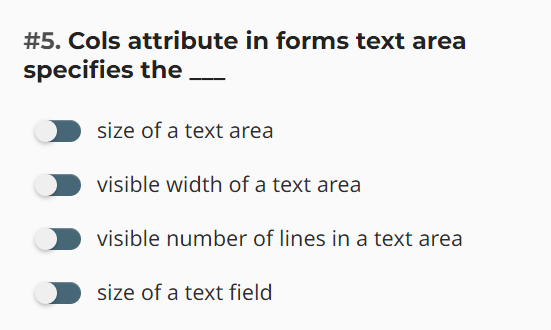 #5. Cols attribute in forms text area
specifies the ___
size of a text area
visible width of a text area
visible number of lines in a text area
size of a text field